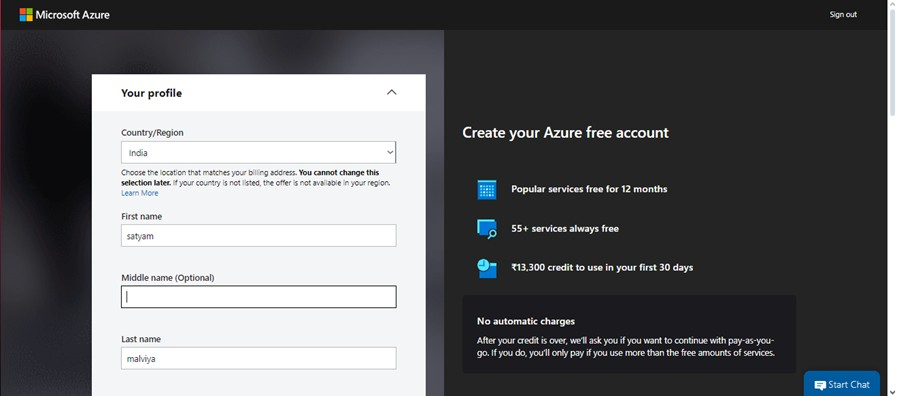 Microsoft Azure
Sign out
Your profile
Country/Region
India
Choose the location that matches your billing address. You cannot change this
selection later. If your country is not listed, the offer is not available in your region.
Learn More
First name
satyam
Middle name (Optional)
Last name
malviya
Create your Azure free account
Popular services free for 12 months
55+ services always free
₹13,300 credit to use in your first 30 days
No automatic charges
After your credit is over, we'll ask you if you want to continue with pay-as-you-
go. If you do, you'll only pay if you use more than the free amounts of services.
Start Chat